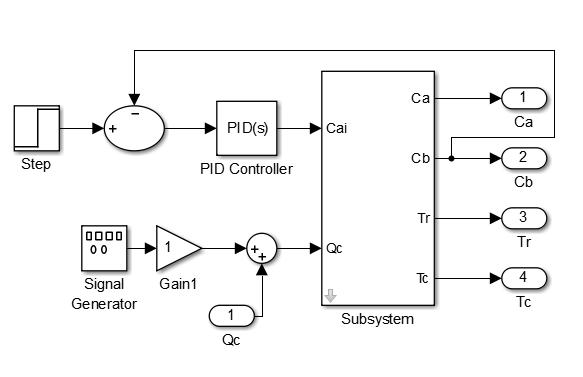 Ca
1
Ca
−
+
Step
PID(s)
PID Controller
Cai
Cb
2
Cb
Tr
3
Tr
Signal
Generator
1
Gain1
+
+
Qc
1
Qc
Tc
4
Tc
Subsystem